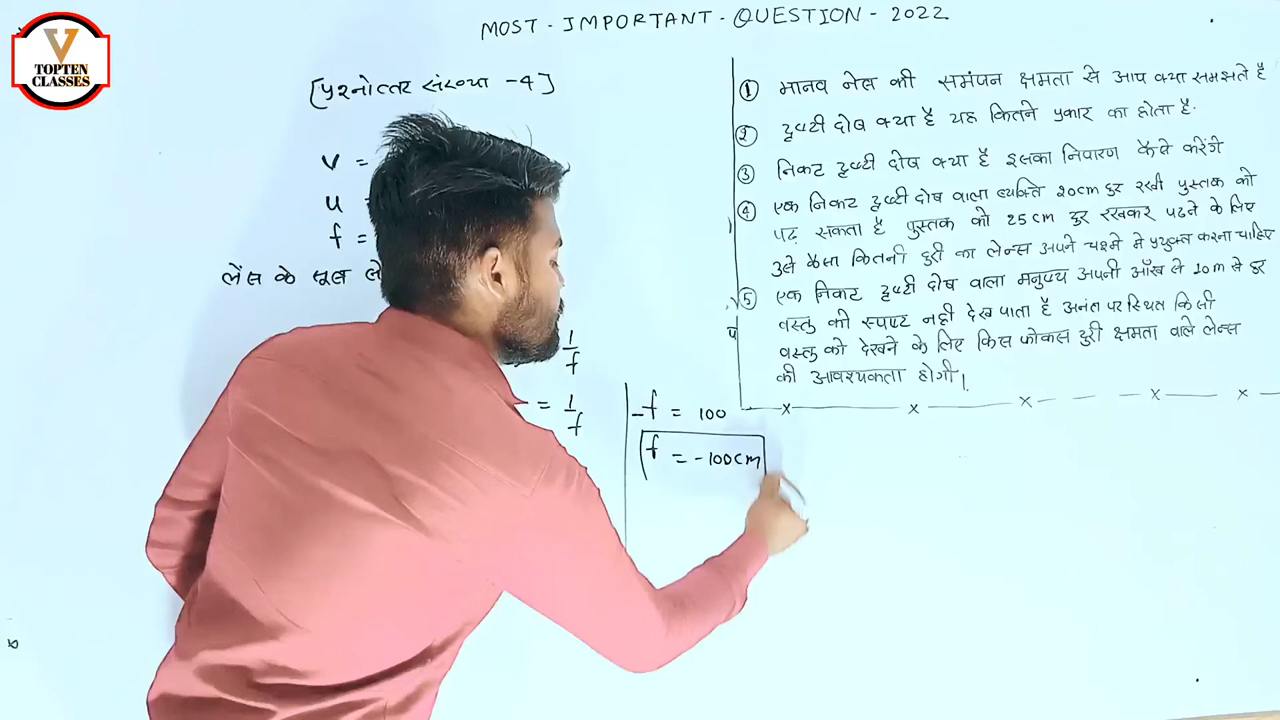 MOST - IMPORTANT - QUESTION - 2022
V
TOPTEN
CLASSES
[प्रश्नोत्तर संख्या -4]
v =
u =
f =
लेंस के सूत्र से
1/f
= 1/f
-f = 100
f = -100cm
① मानव नेत्र की समंजन क्षमता से आप क्या समझते है
② दृष्टी दोष क्या है यह कितने प्रकार का होता है.
③ निकट दृष्टी दोष क्या है इसका निवारण कैसे करेंगे
④ एक निकट दृष्टी दोष वाला व्यक्ति 20cm दुर रखी पुस्तक को
पढ़ सकता है पुस्तक को 25cm दुर रखकर पढने के लिए
उसे कैसा कितनी दुरी का लेन्स अपने चश्मे मे प्रयुक्त करना चाहिए
⑤ एक निकट दृष्टी दोष वाला मनुष्य अपनी आँख से 10m से दुर
वस्तु को स्पष्ट नही देख पाता है अनंत पर स्थित किसी
वस्तु को देखने के लिए किस फोकस दुरी क्षमता वाले लेन्स
की आवश्यकता होगी।